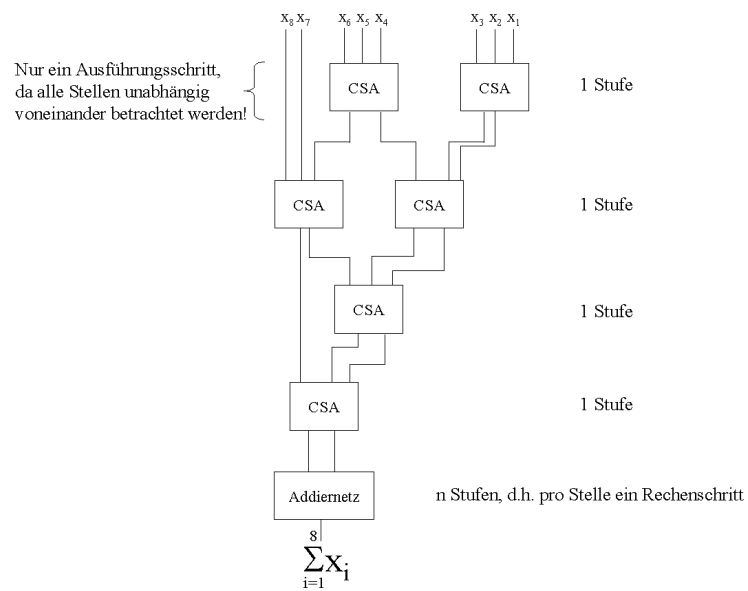 x₈ x₇ x₆ x₅ x₄ x₃ x₂ x₁
Nur ein Ausführungsschritt,
da alle Stellen unabhängig
voneinander betrachtet werden!
CSA CSA 1 Stufe
CSA CSA 1 Stufe
CSA 1 Stufe
CSA 1 Stufe
Addiernetz n Stufen, d.h. pro Stelle ein Rechenschritt
8
∑xᵢ
i=1